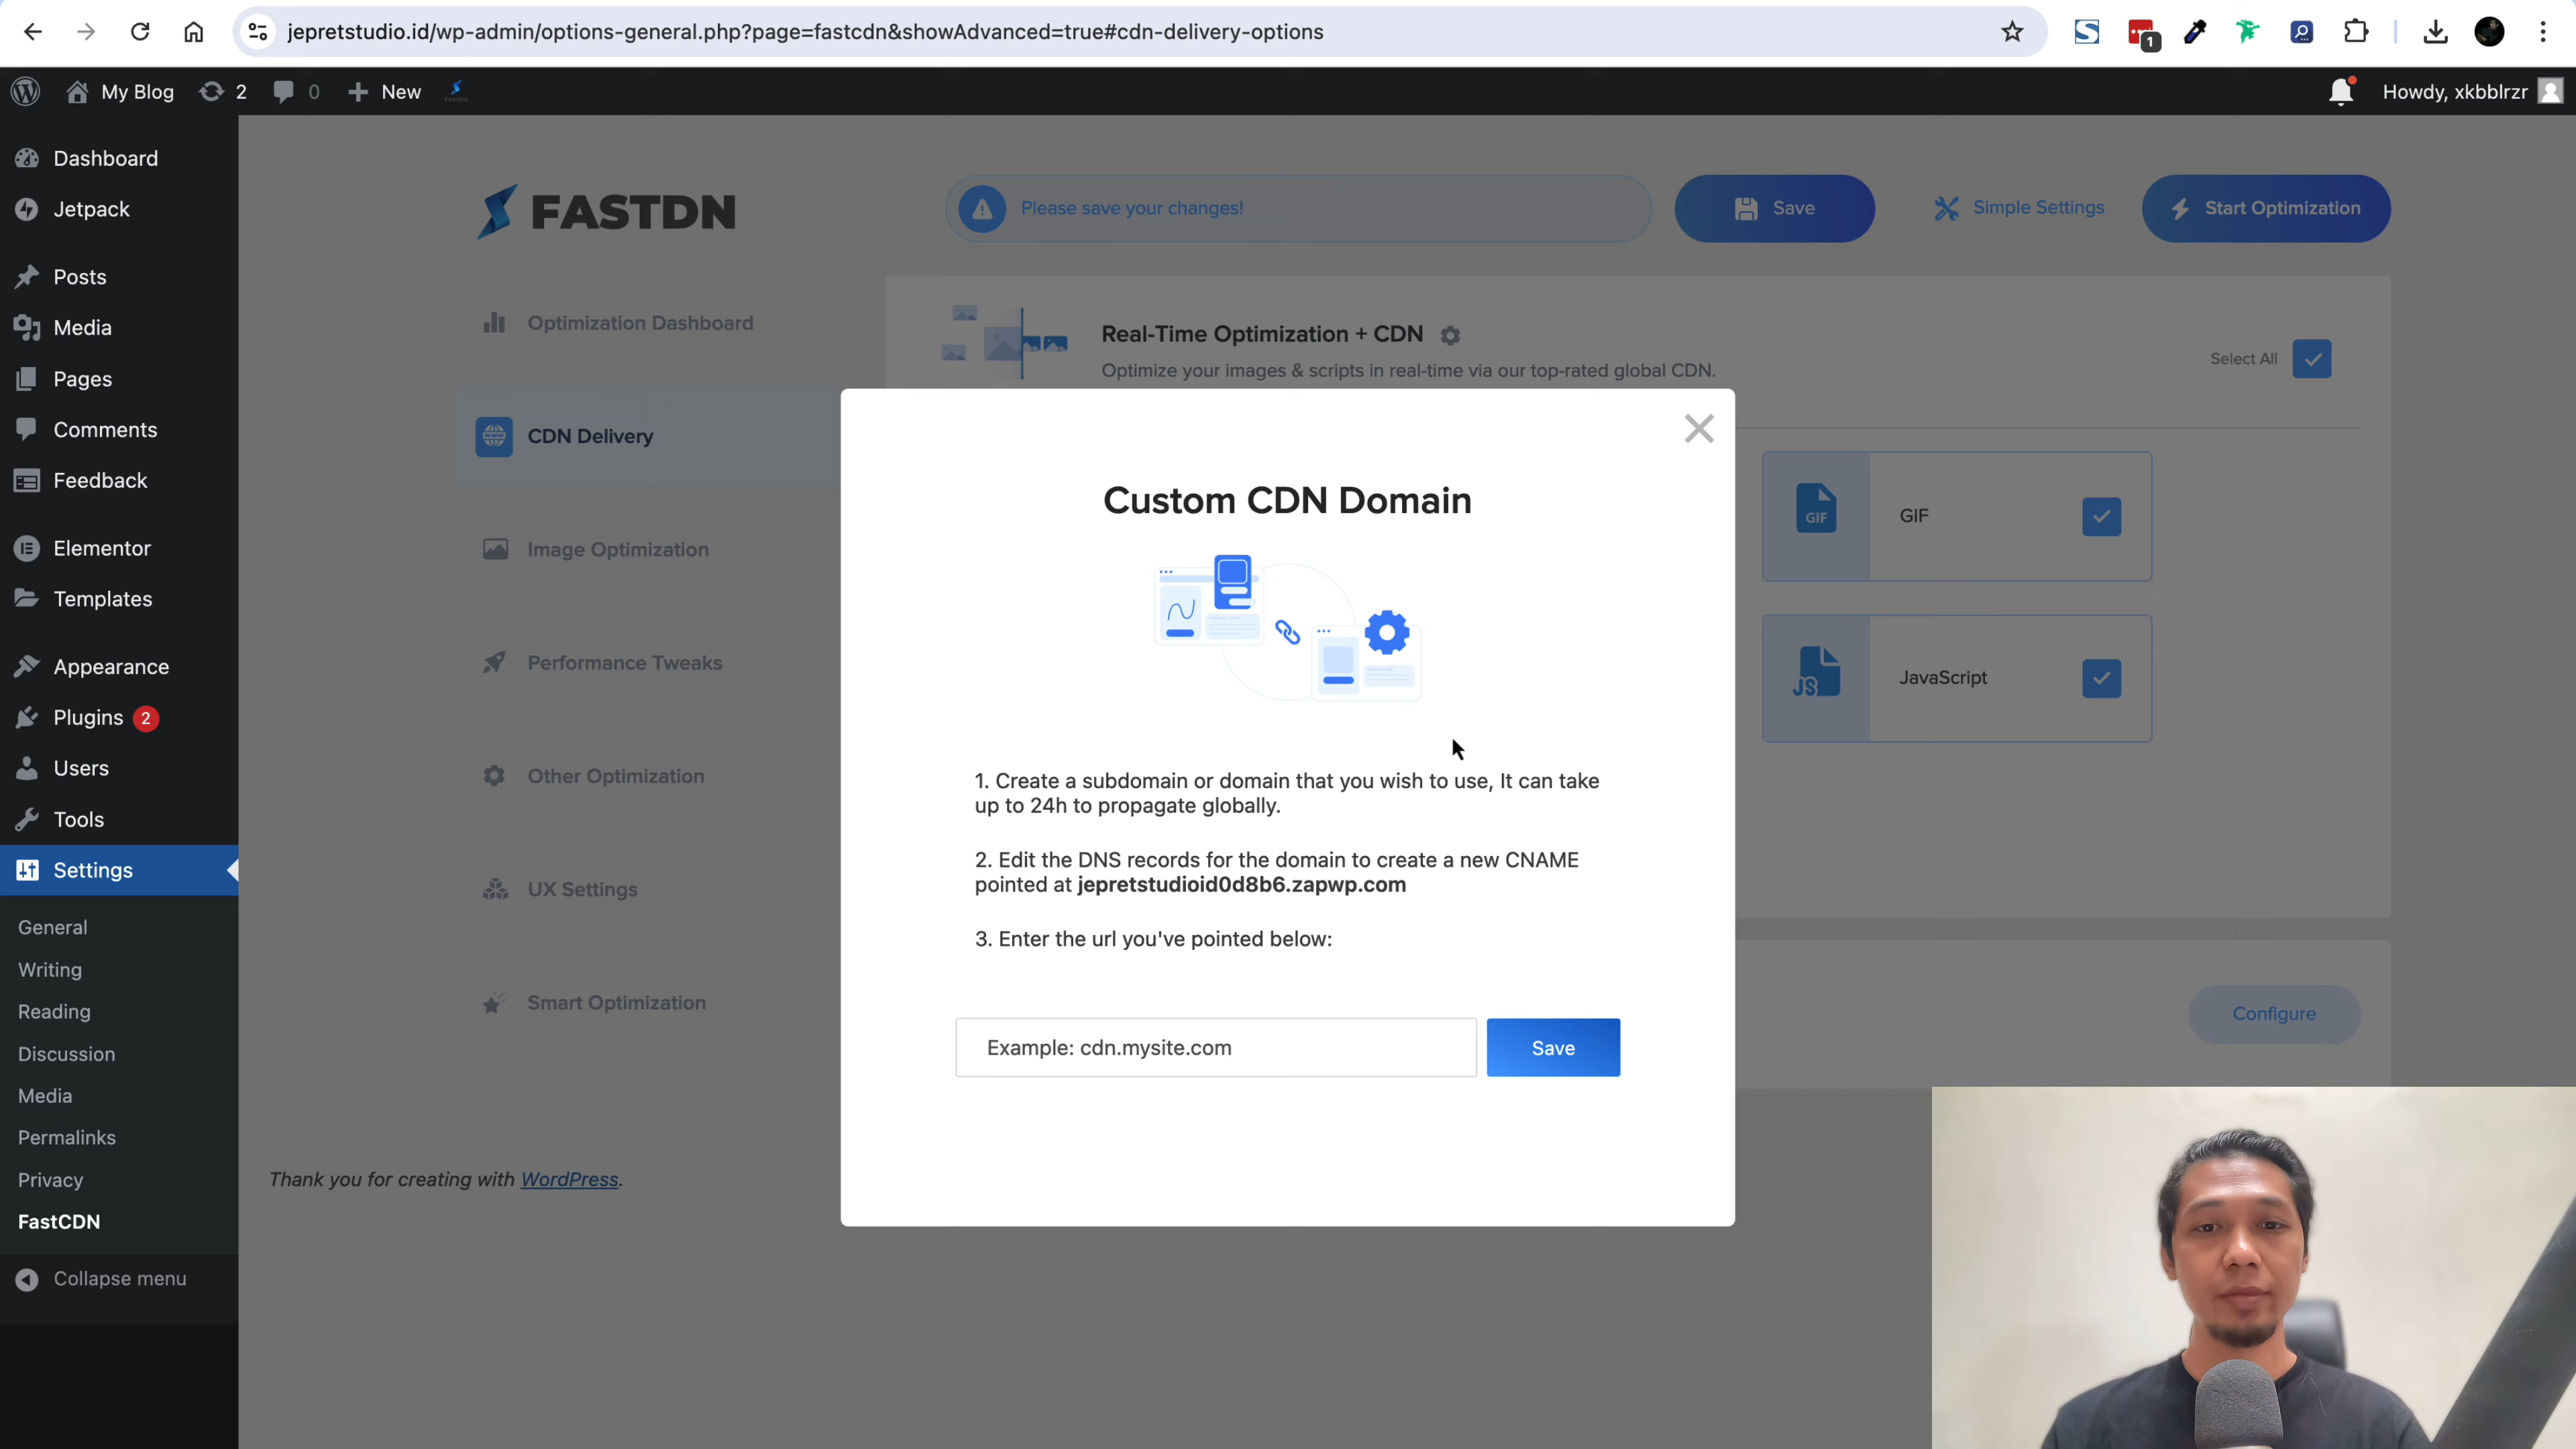 jepretstudio.id/wp-admin/options-general.php?page=fastcdn&showAdvanced=true#cdn-delivery-options
1
My Blog
2
0
New
Howdy, xkbblrzr
Dashboard
Jetpack
Posts
Media
Pages
Comments
Feedback
Elementor
Templates
Appearance
Plugins 2
Users
Tools
Settings
General
Writing
Reading
Discussion
Media
Permalinks
Privacy
FastCDN
Collapse menu
FASTDN
Please save your changes!
Save
Simple Settings
Start Optimization
Optimization Dashboard
CDN Delivery
Image Optimization
Performance Tweaks
Other Optimization
UX Settings
Smart Optimization
Real-Time Optimization + CDN
Optimize your images & scripts in real-time via our top-rated global CDN.
Select All
GIF
GIF
JS
JavaScript
Configure
Custom CDN Domain
1. Create a subdomain or domain that you wish to use, It can take
up to 24h to propagate globally.
2. Edit the DNS records for the domain to create a new CNAME
pointed at jepretstudioid0d8b6.zapwp.com
3. Enter the url you've pointed below:
Example: cdn.mysite.com
Save
Thank you for creating with WordPress.